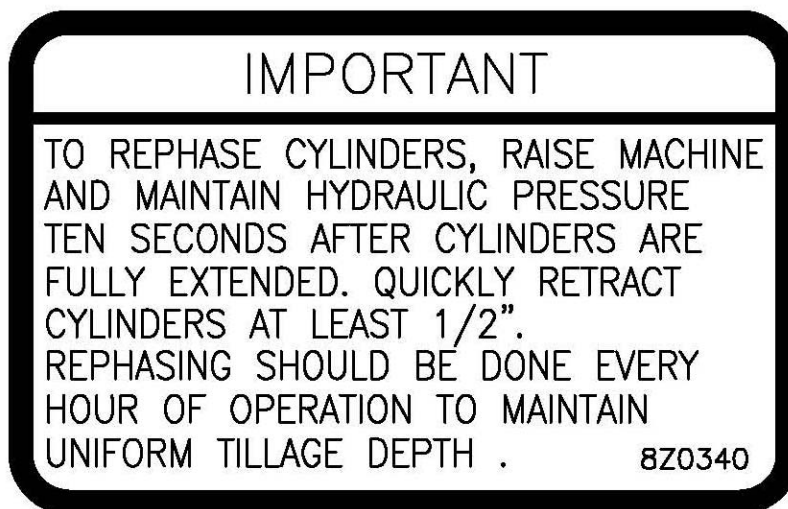 IMPORTANT
TO REPHASE CYLINDERS, RAISE MACHINE
AND MAINTAIN HYDRAULIC PRESSURE
TEN SECONDS AFTER CYLINDERS ARE
FULLY EXTENDED. QUICKLY RETRACT
CYLINDERS AT LEAST 1/2”.
REPHASING SHOULD BE DONE EVERY
HOUR OF OPERATION TO MAINTAIN
UNIFORM TILLAGE DEPTH . 8Z0340